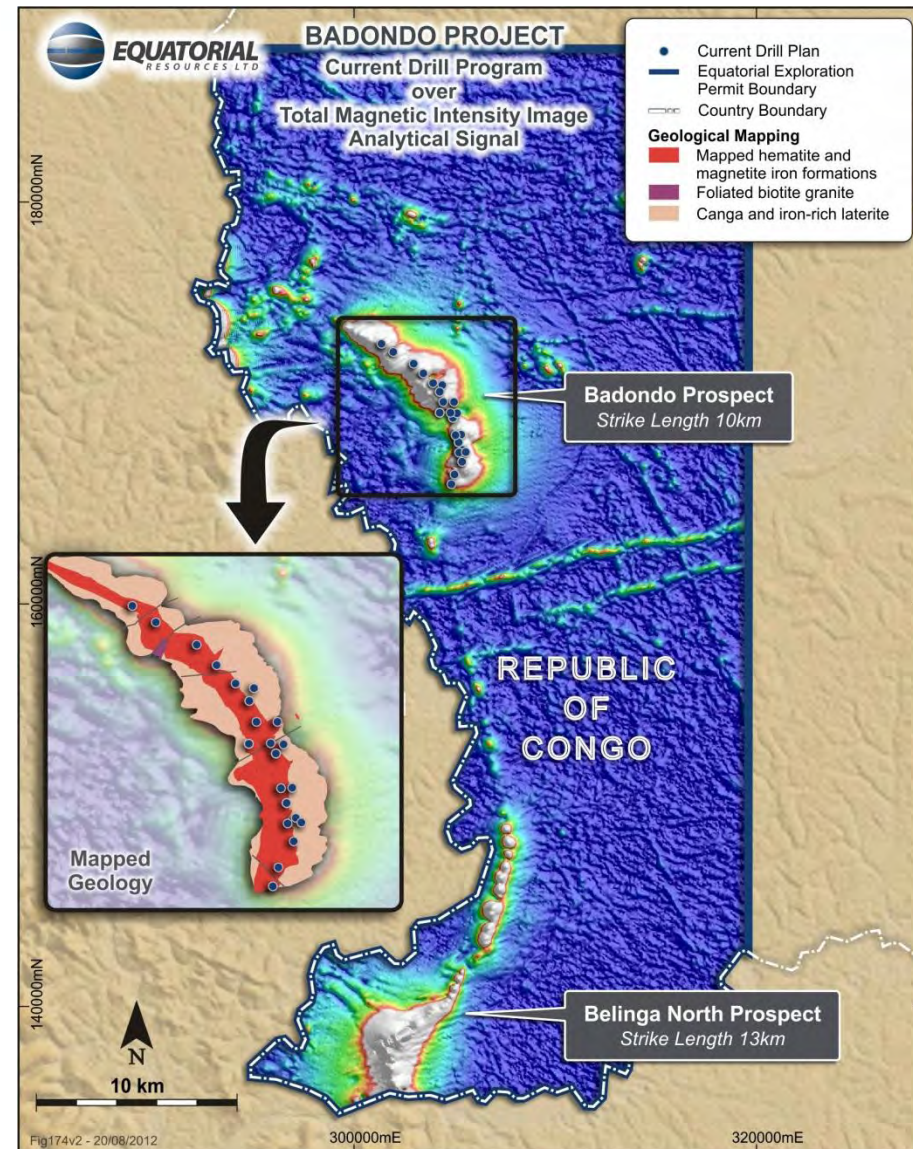 EQUATORIAL
RESOURCES LTD
BADONDO PROJECT
Current Drill Program
over
Total Magnetic Intensity Image
Analytical Signal
Current Drill Plan
Equatorial Exploration
Permit Boundary
Country Boundary
Geological Mapping
Mapped hematite and
magnetite iron formations
Foliated biotite granite
Canga and iron-rich laterite
180000mN
Badondo Prospect
Strike Length 10km
160000mN
REPUBLIC
OF
CONGO
Mapped
Geology
140000mN
Belinga North Prospect
Strike Length 13km
N
10 km
Fig174v2 - 20/08/2012
300000mE
320000mE